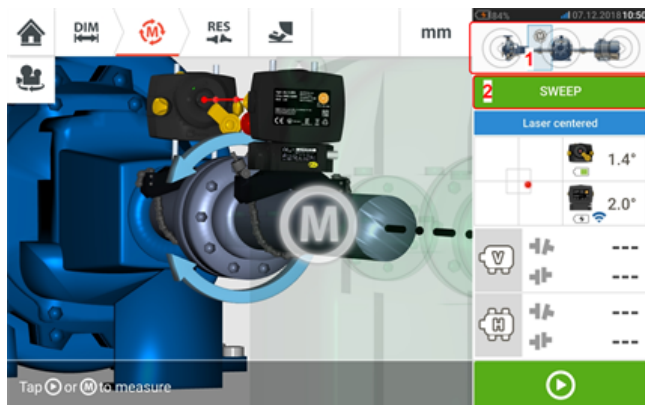 DIM
M
RES
mm
84%
07.12.2018 10:50
1
2 SWEEP
Laser centered
1.4°
2.0°
M
V
---
---
H
---
---
Tap or M to measure